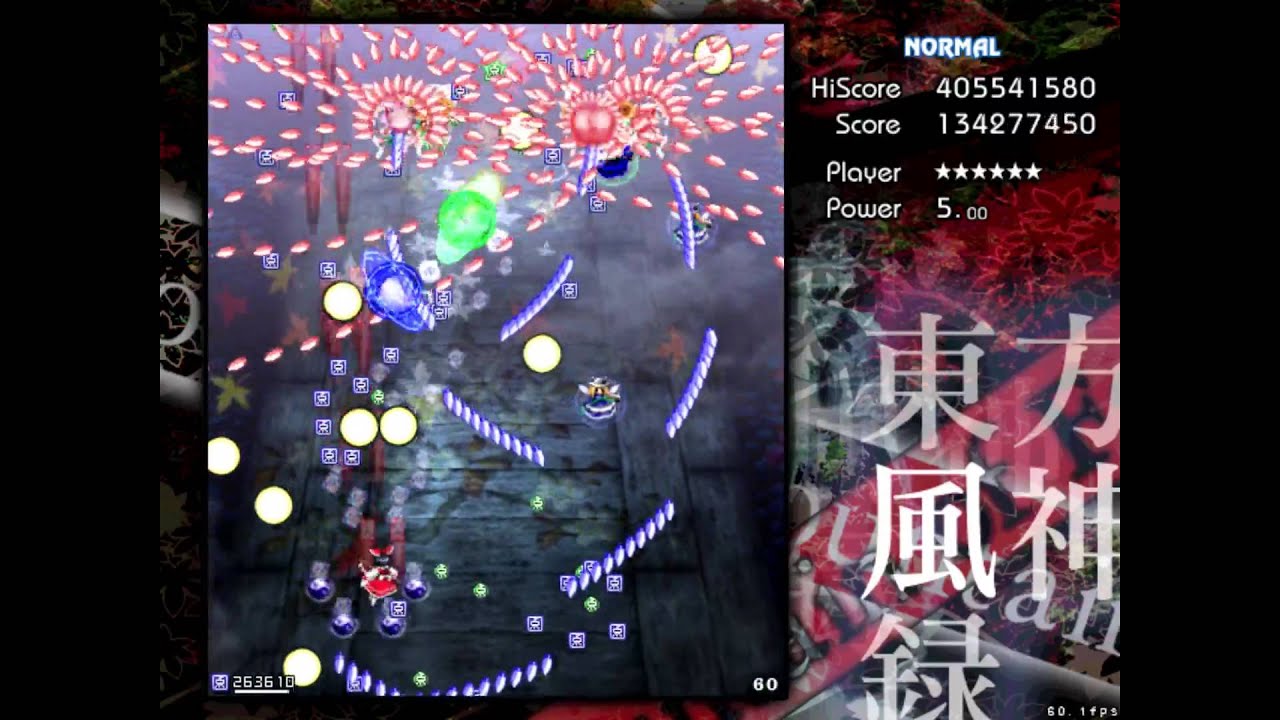 NORMAL
HiScore 405541580
Score 134277450
Player ★★★★★★
Power 5.00
東方
風神
録
263610
60
60.1fps